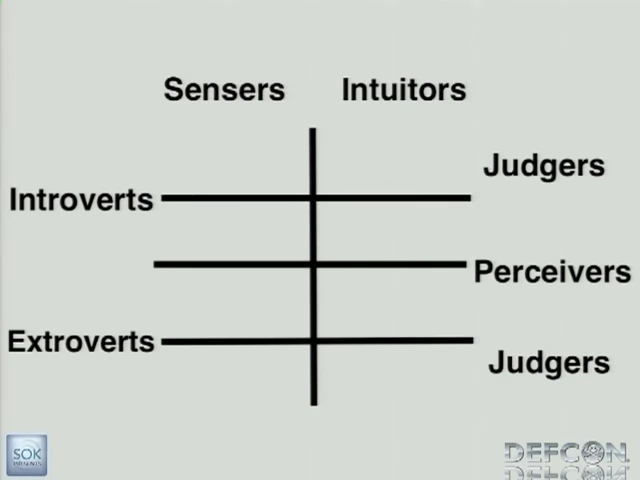 Sensers Intuitors
Judgers
Introverts
Perceivers
Extroverts
Judgers
SOK
DEFCON